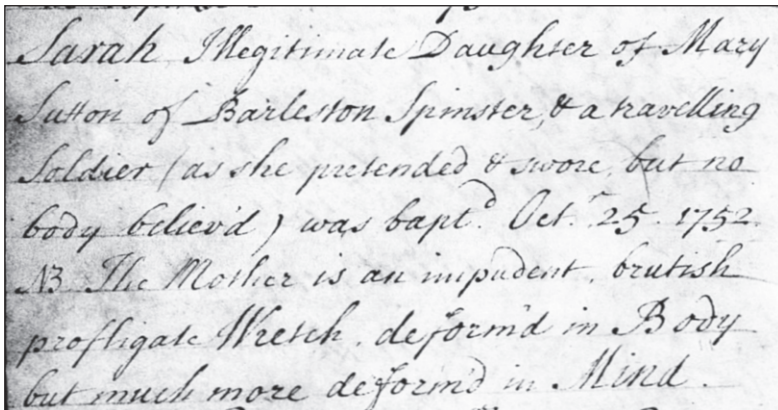 Sarah Illegitimate Daughter of Mary
Sutton of Barleston Spinster, & a travelling
Soldier (as she pretended & swore, but no
body believ'd) was bapt.d Oct.r 25. 1752.
NB The Mother is an impudent, brutish
profligate Wretch, deform'd in Body
but much more deform'd in Mind.